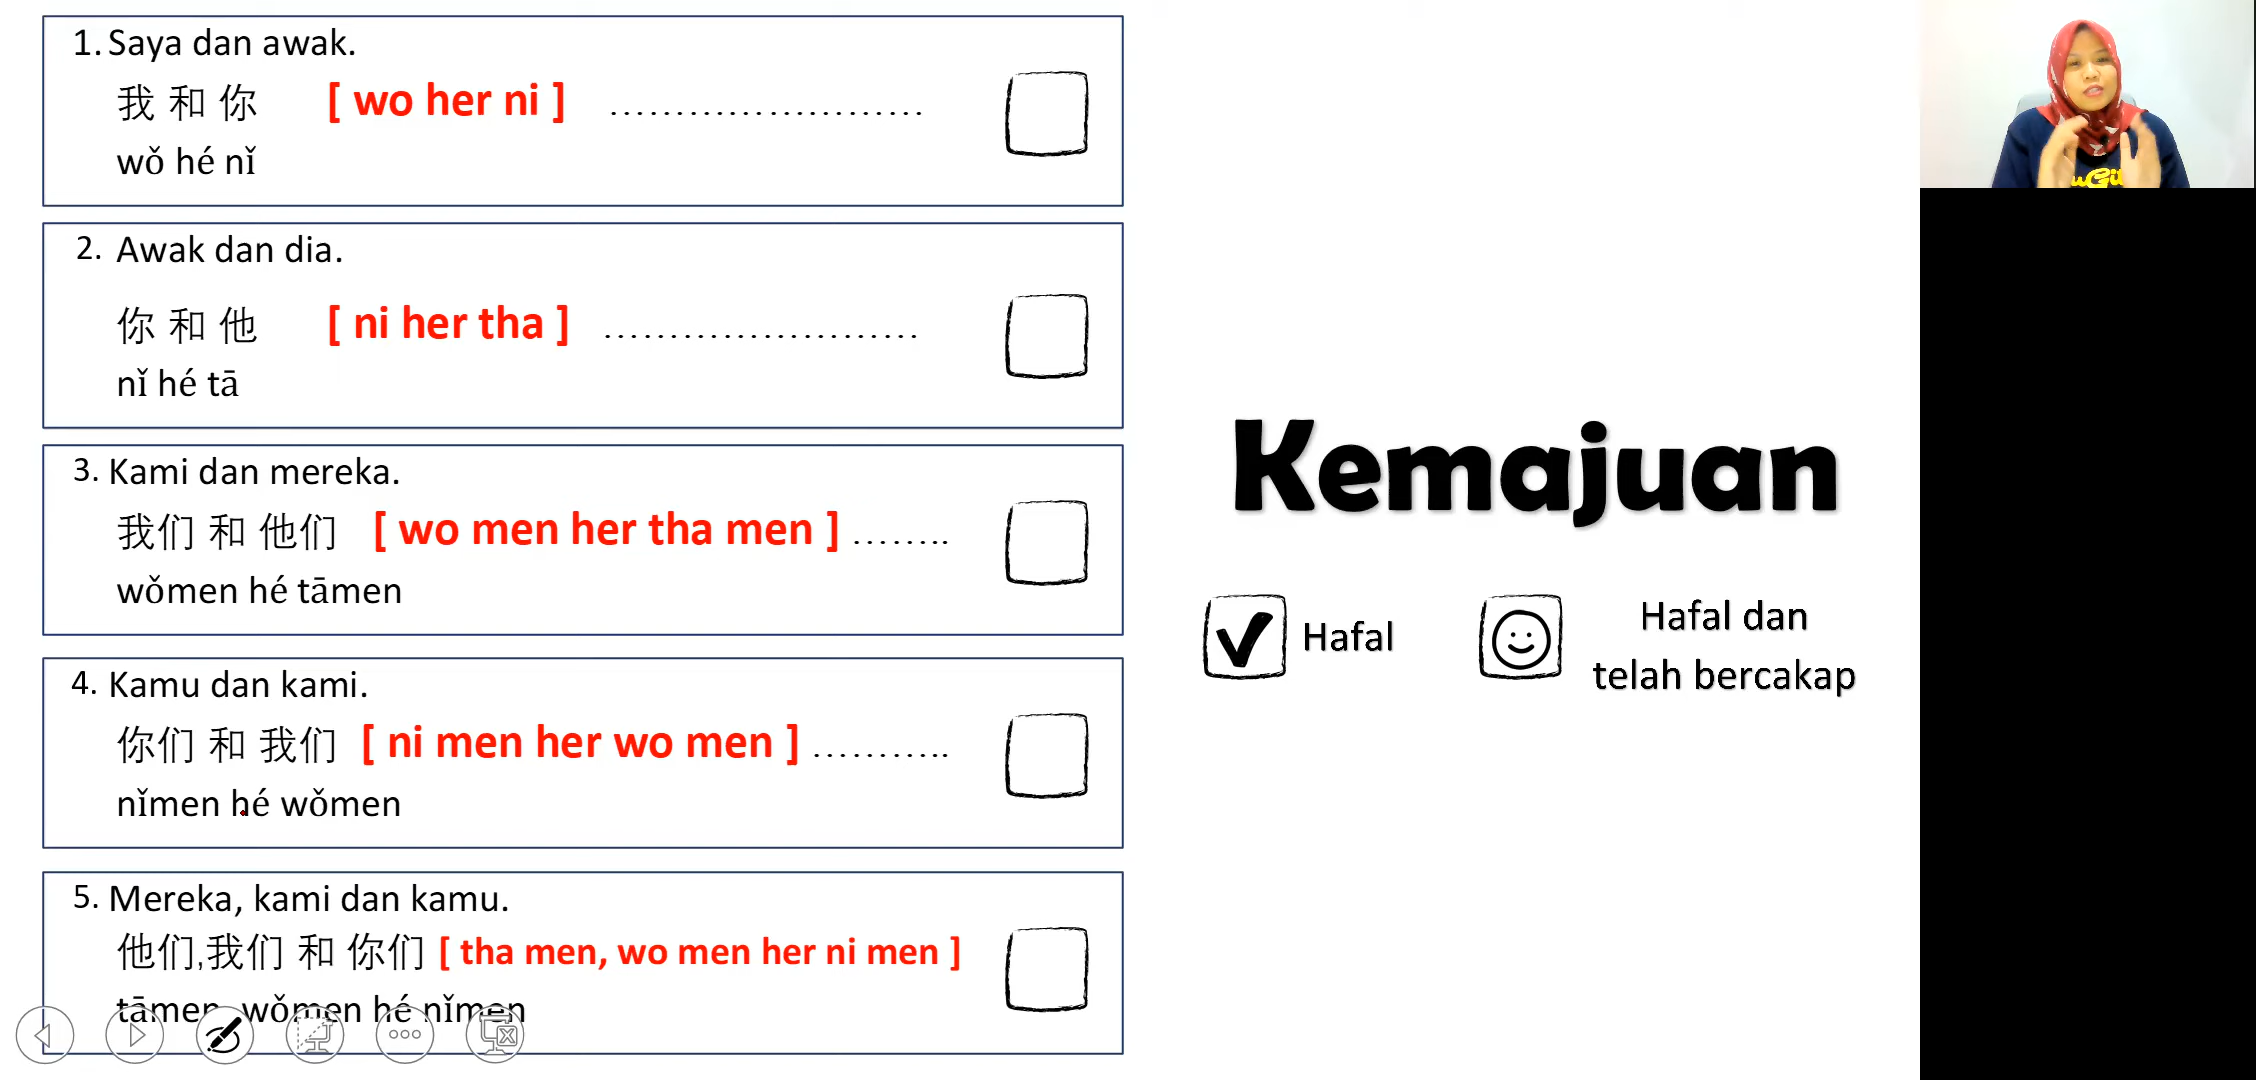 1. Saya dan awak.
我 和 你 [ wo her ni ] ........................
wǒ hé nǐ
2. Awak dan dia.
你 和 他 [ ni her tha ] ........................
nǐ hé tā
3. Kami dan mereka.
我们 和 他们 [ wo men her tha men ] ........
wǒmen hé tāmen
4. Kamu dan kami.
你们 和 我们 [ ni men her wo men ] ...........
nǐmen hé wǒmen
5. Mereka, kami dan kamu.
他们,我们 和 你们 [ tha men, wo men her ni men ]
tāmen, wǒmen hé nǐmen
Kemajuan
Hafal
Hafal dan
telah bercakap